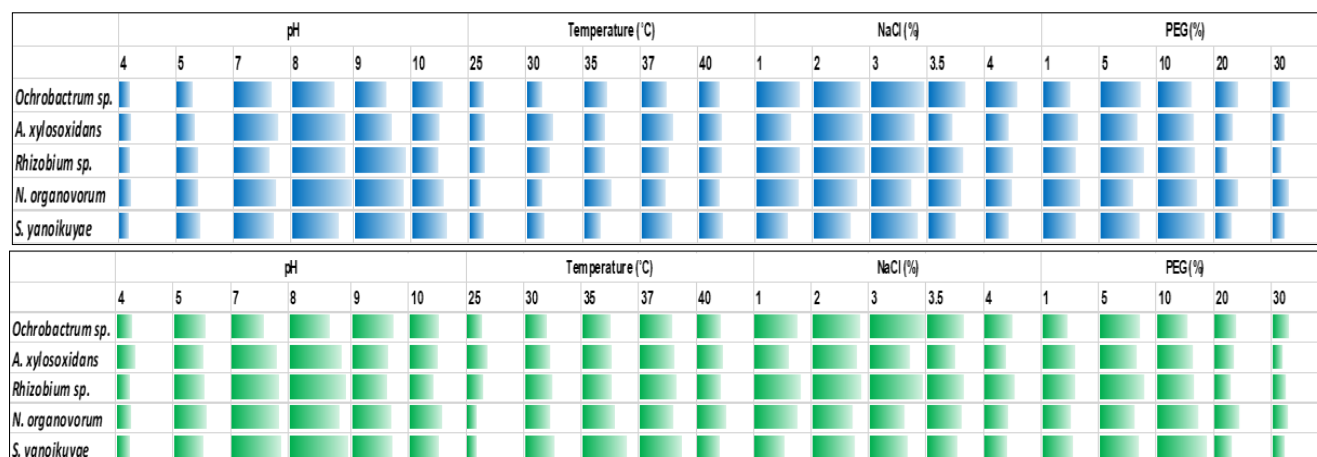 pH Temperature (°C) NaCl (%) PEG (%)
4 5 7 8 9 10 25 30 35 37 40 1 2 3 3.5 4 1 5 10 20 30
Ochrobactrum sp.
A. xylosoxidans
Rhizobium sp.
N. organovorum
S. yanoikuyae
pH Temperature (°C) NaCl (%) PEG (%)
4 5 7 8 9 10 25 30 35 37 40 1 2 3 3.5 4 1 5 10 20 30
Ochrobactrum sp.
A. xylosoxidans
Rhizobium sp.
N. organovorum
S. yanoikuyae